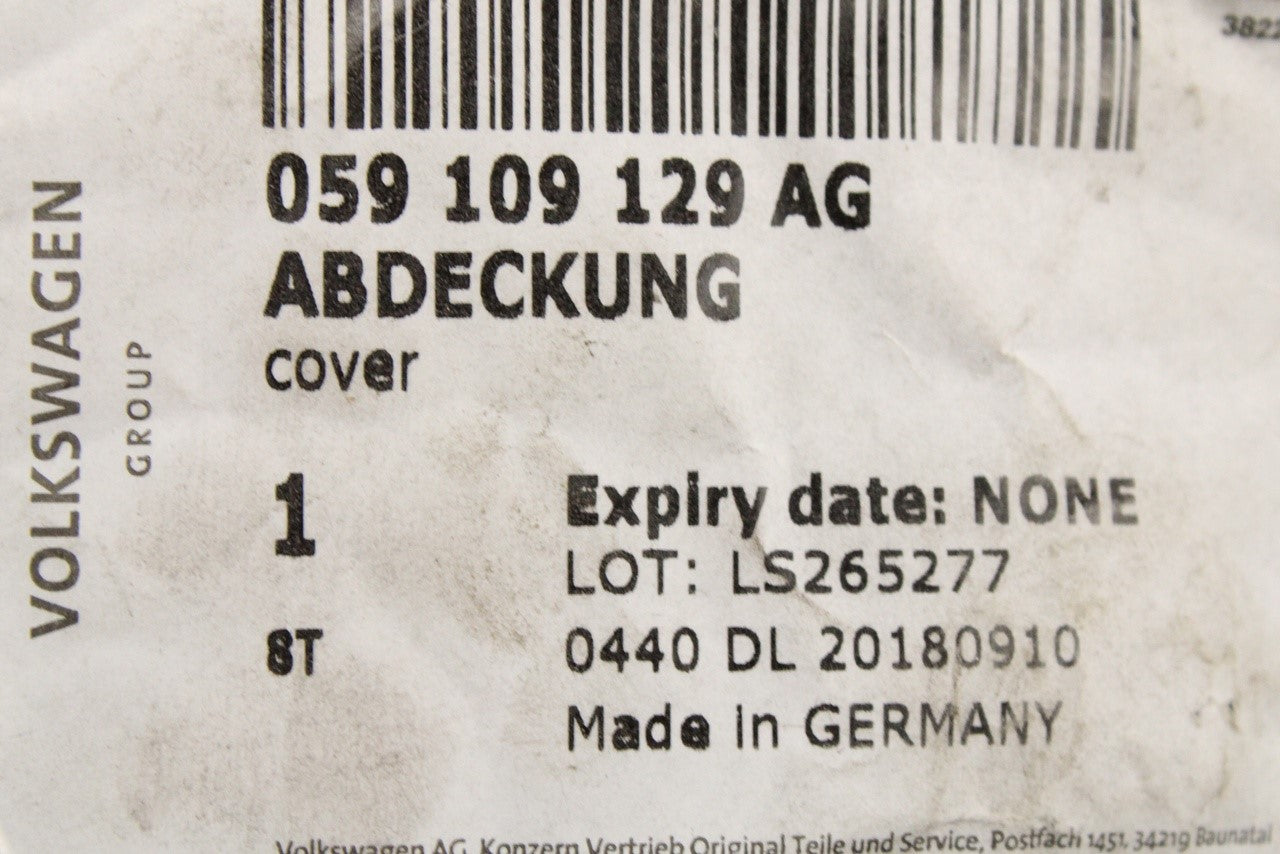 3822
059 109 129 AG
ABDECKUNG
cover
VOLKSWAGEN
GROUP
1
ST
Expiry date: NONE
LOT: LS265277
0440 DL 20180910
Made in GERMANY
Volkswagen AG, Konzern Vertrieb Original Teile und Service, Postfach 1451, 34219 Baunatal